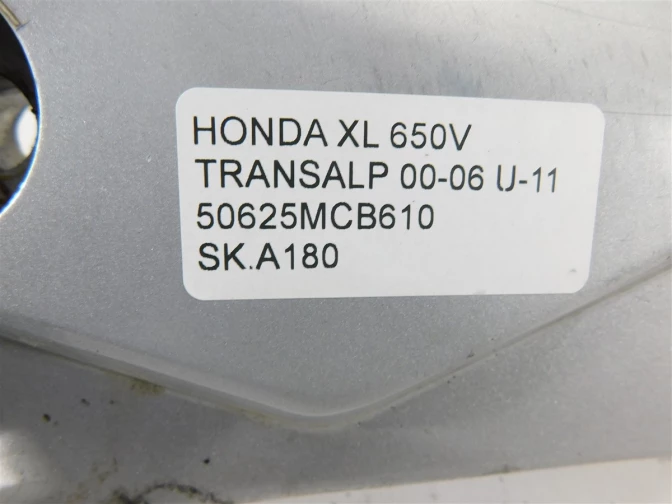 HONDA XL 650V
TRANSALP 00-06 U-11
50625MCB610
SK.A180